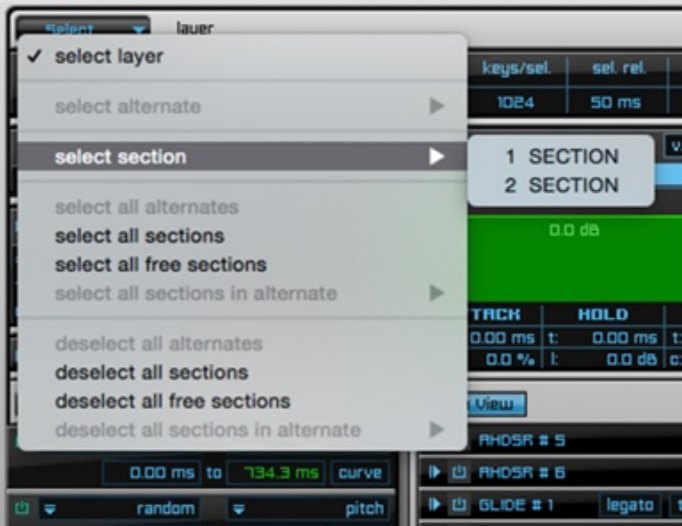 Select layer
✓ select layer
keys/sel. sel. rel.
select alternate
1024 50 ms
select section
1 SECTION
2 SECTION
select all alternates
select all sections
0.0 dB
select all free sections
select all sections in alternate
HOLD
deselect all alternates
0.00 ms t: 0.00 ms t:
0.0 % l: 0.0 dB c:
deselect all sections
deselect all free sections
View
deselect all sections in alternate
AHDSR # 5
0.00 ms to 734.3 ms curve
AHDSR # 6
random pitch
GLIDE # 1 legato